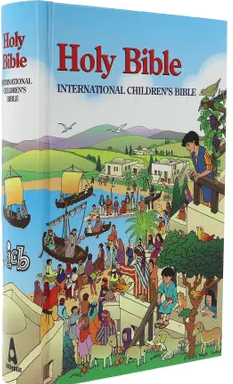 Holy
Bible
INTERNATIONAL
CHILDREN'S
BIBLE
icb
Holy Bible
INTERNATIONAL CHILDREN'S BIBLE